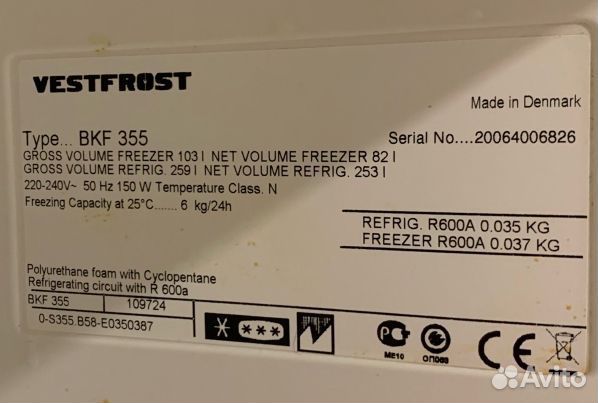 VESTFROST
Made in Denmark
Type... BKF 355
Serial No....20064006826
GROSS VOLUME FREEZER 103 l NET VOLUME FREEZER 82 l
GROSS VOLUME REFRIG. 259 l NET VOLUME REFRIG. 253 l
220-240V~ 50 Hz 150 W Temperature Class. N
Freezing Capacity at 25°C....... 6 kg/24h
REFRIG. R600A 0.035 KG
FREEZER R600A 0.037 KG
Polyurethane foam with Cyclopentane
Refrigerating circuit with R 600a
BKF 355 109724
0-S355.B58-E0350387
* ***
ME10
ОП063
CE
Avito